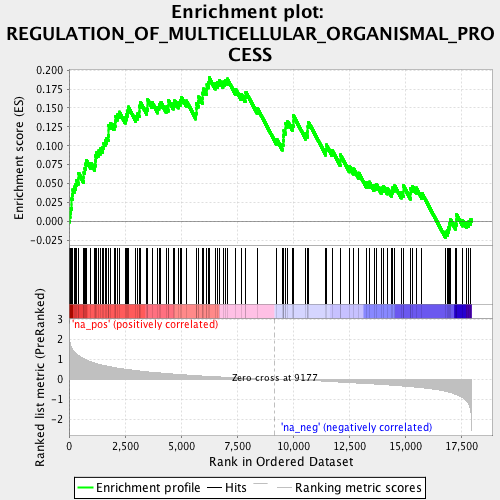 Enrichment plot:
REGULATION_OF_MULTICELLULAR_ORGANISMAL_PRO
CESS
Enrichment score (ES)
0.200
0.175
0.150
0.125
0.100
0.075
0.050
0.025
0.000
-0.025
'na_pos' (positively correlated)
Ranked list metric (PreRanked)
3
2
1
0
-1
-2
Zero cross at 9177
'na_neg' (negatively correlated)
0
2,500
5,000
7,500
10,000
12,500
15,000
17,500
Rank in Ordered Dataset
Enrichment profile
Hits
Ranking metric scores